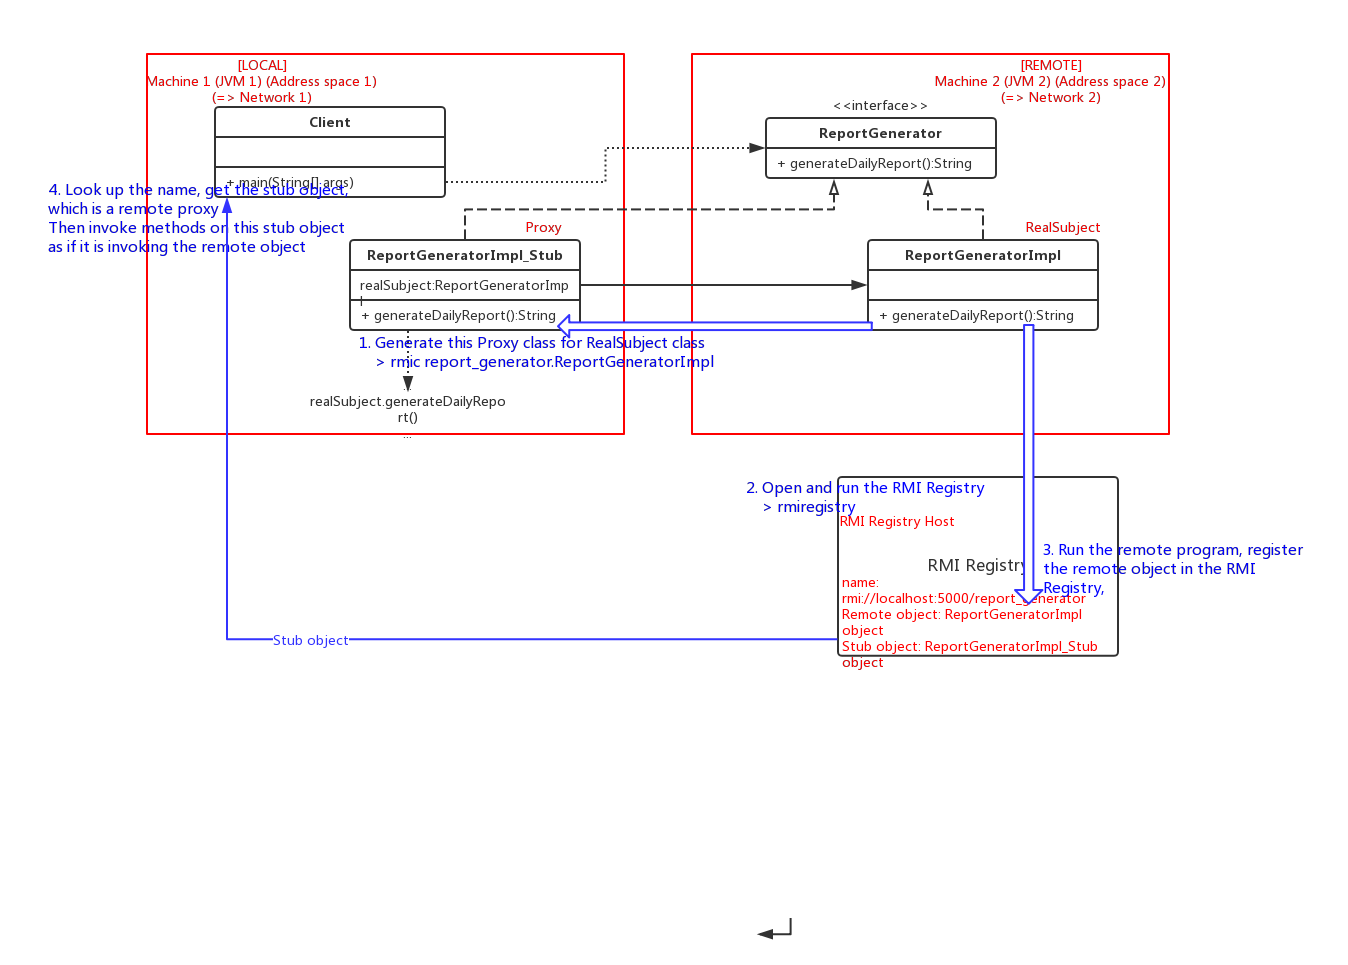 [LOCAL]
Machine 1 (JVM 1) (Address space 1)
(=> Network 1)
Client
+ main(String[] args)
4. Look up the name, get the stub object,
which is a remote proxy
Then invoke methods on this stub object
as if it is invoking the remote object
[REMOTE]
Machine 2 (JVM 2) (Address space 2)
(=> Network 2)
<<interface>>
ReportGenerator
+ generateDailyReport():String
Proxy
ReportGeneratorImpl_Stub
realSubject:ReportGeneratorImp
l
+ generateDailyReport():String
RealSubject
ReportGeneratorImpl
+ generateDailyReport():String
1. Generate this Proxy class for RealSubject class
> rmic report_generator.ReportGeneratorImpl
...
realSubject.generateDailyRepo
rt()
...
2. Open and run the RMI Registry
> rmiregistry
RMI Registry Host
RMI Registry
name:
rmi://localhost:5000/report_generator
Remote object: ReportGeneratorImpl
object
Stub object: ReportGeneratorImpl_Stub
object
3. Run the remote program, register
the remote object in the RMI
Registry,
Stub object